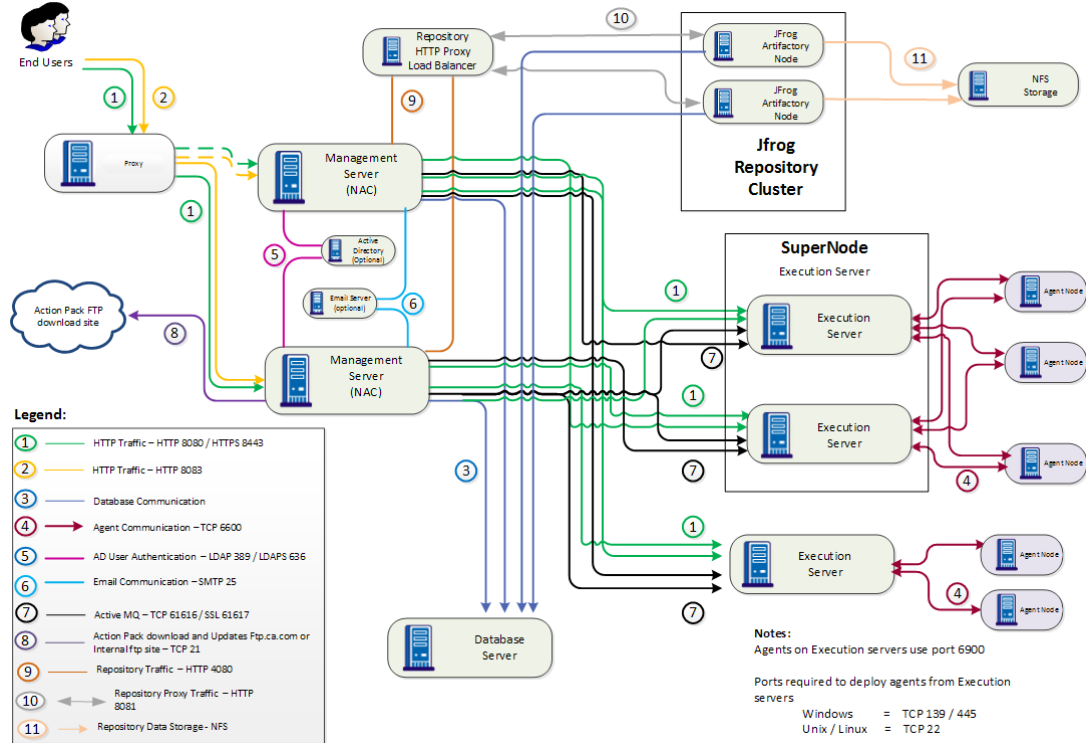 End Users
1
2
Proxy
1
Repository
HTTP Proxy
Load Balancer
9
10
JFrog
Artifactory
Node
JFrog
Artifactory
Node
11
NFS
Storage
Jfrog
Repository
Cluster
Management
Server
(NAC)
5
Active
Directory
(Optional)
Email Server
(optional)
6
Action Pack FTP
download site
8
Management
Server
(NAC)
SuperNode
Execution Server
1
Execution
Server
7
1
Execution
Server
7
Agent Node
Agent Node
Agent Node
4
3
1
Execution
Server
7
Agent Node
4
Agent Node
Database
Server
Legend:
1 HTTP Traffic – HTTP 8080 / HTTPS 8443
2 HTTP Traffic – HTTP 8083
3 Database Communication
4 Agent Communication – TCP 6600
5 AD User Authentication – LDAP 389 / LDAPS 636
6 Email Communication – SMTP 25
7 Active MQ – TCP 61616 / SSL 61617
8 Action Pack download and Updates Ftp.ca.com or
Internal ftp site – TCP 21
9 Repository Traffic – HTTP 4080
10 Repository Proxy Traffic – HTTP
8081
11 Repository Data Storage - NFS
Notes:
Agents on Execution servers use port 6900
Ports required to deploy agents from Execution
servers
Windows = TCP 139 / 445
Unix / Linux = TCP 22